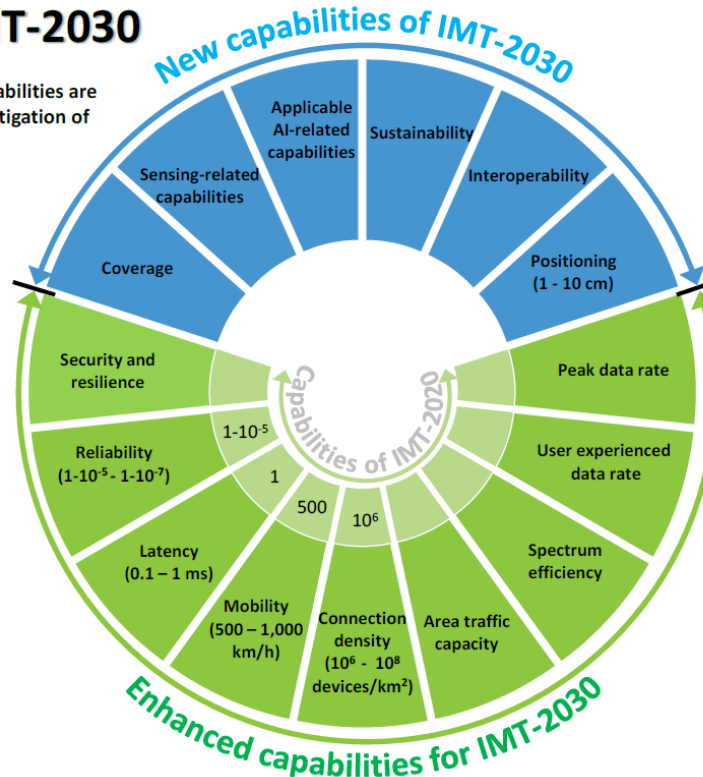 MT-2030
abilities are
tigation of
New capabilities of IMT-2030
Coverage
Sensing-related
capabilities
Applicable
AI-related
capabilities
Sustainability
Interoperability
Positioning
(1 - 10 cm)
Security and
resilience
Reliability
(1-10⁻⁵ - 1-10⁻⁷)
Latency
(0.1 – 1 ms)
Mobility
(500 – 1,000
km/h)
Connection
density
(10⁶ - 10⁸
devices/km²)
Area traffic
capacity
Spectrum
efficiency
User experienced
data rate
Peak data rate
1-10⁻⁵
1
500
10⁶
Capabilities of IMT-2020
Enhanced capabilities for IMT-2030